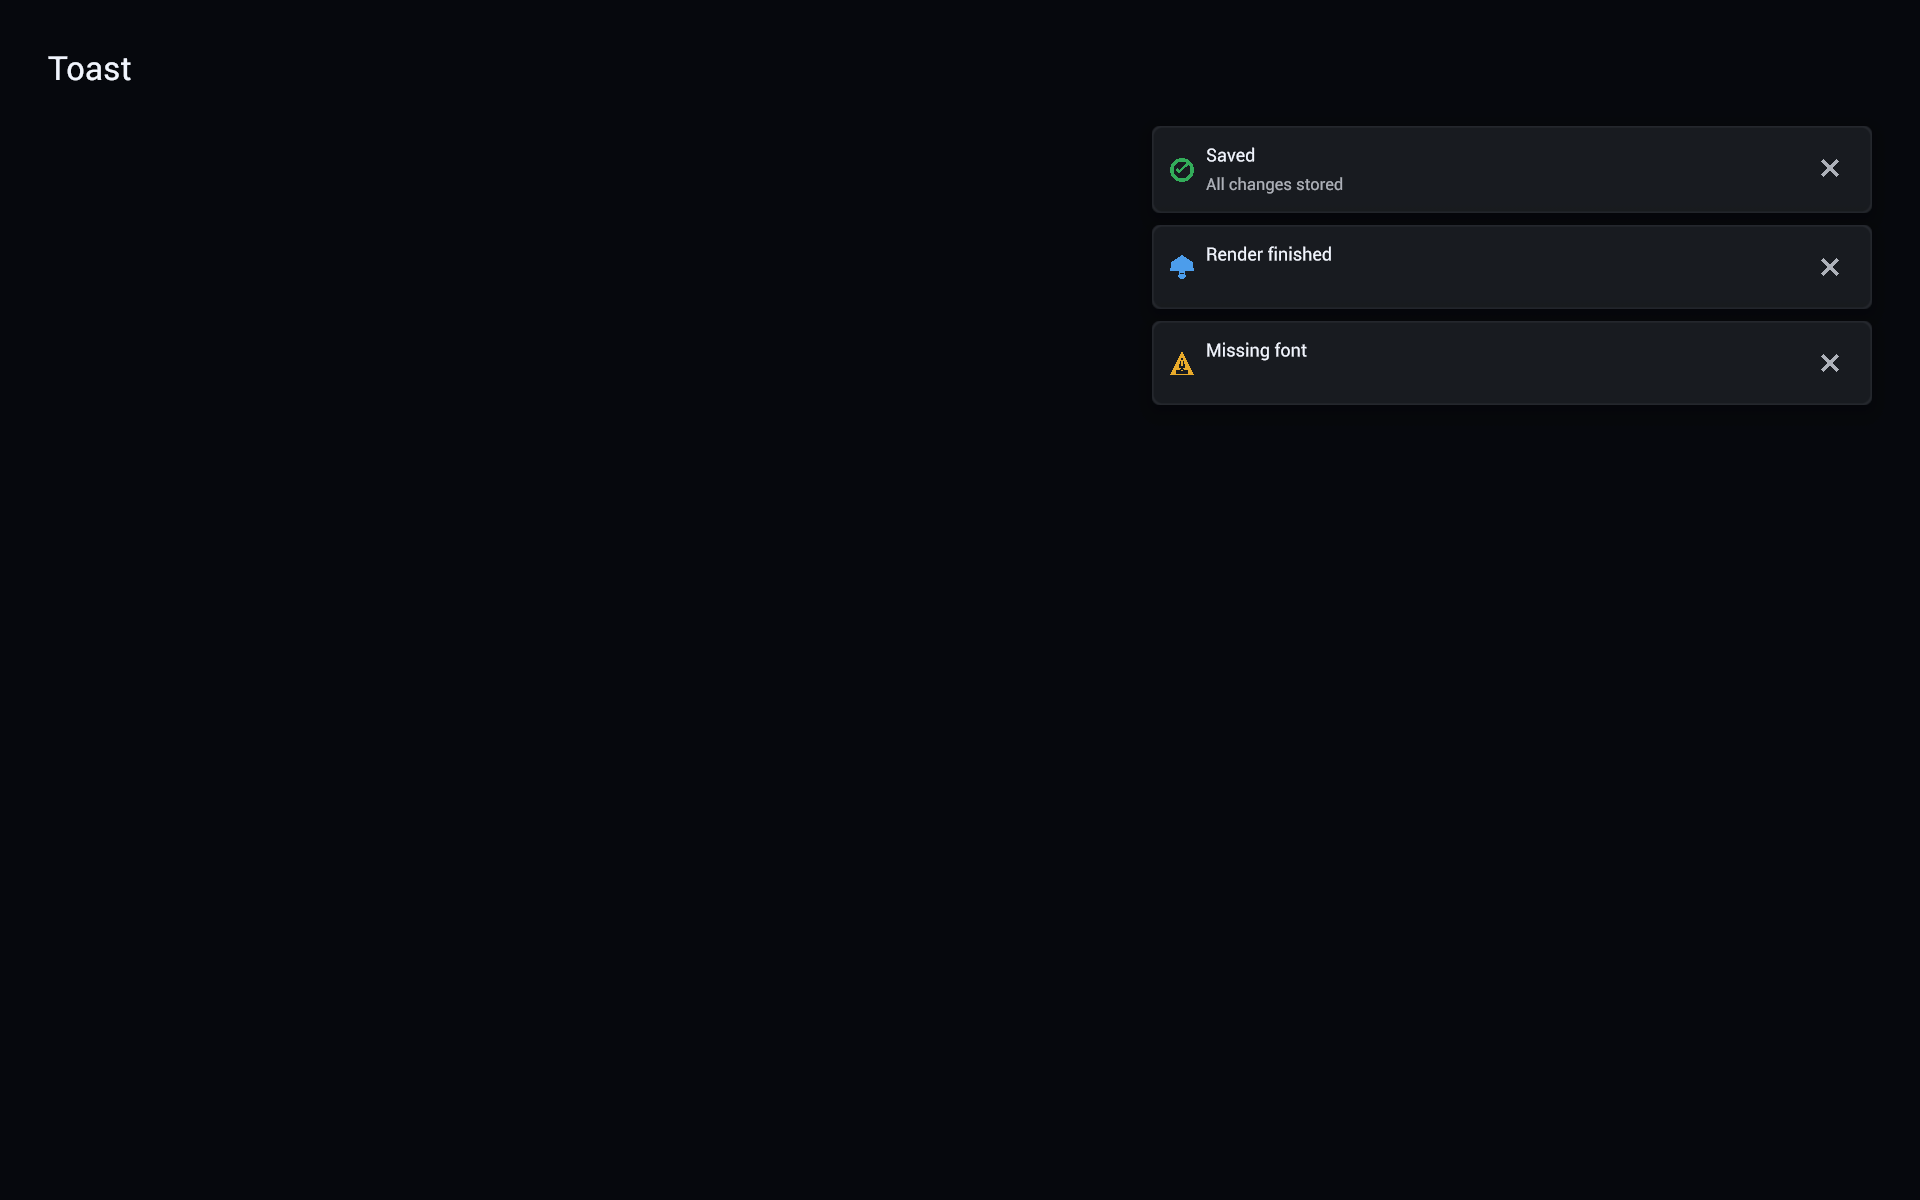 Toast
Saved
All changes stored
Render finished
Missing font